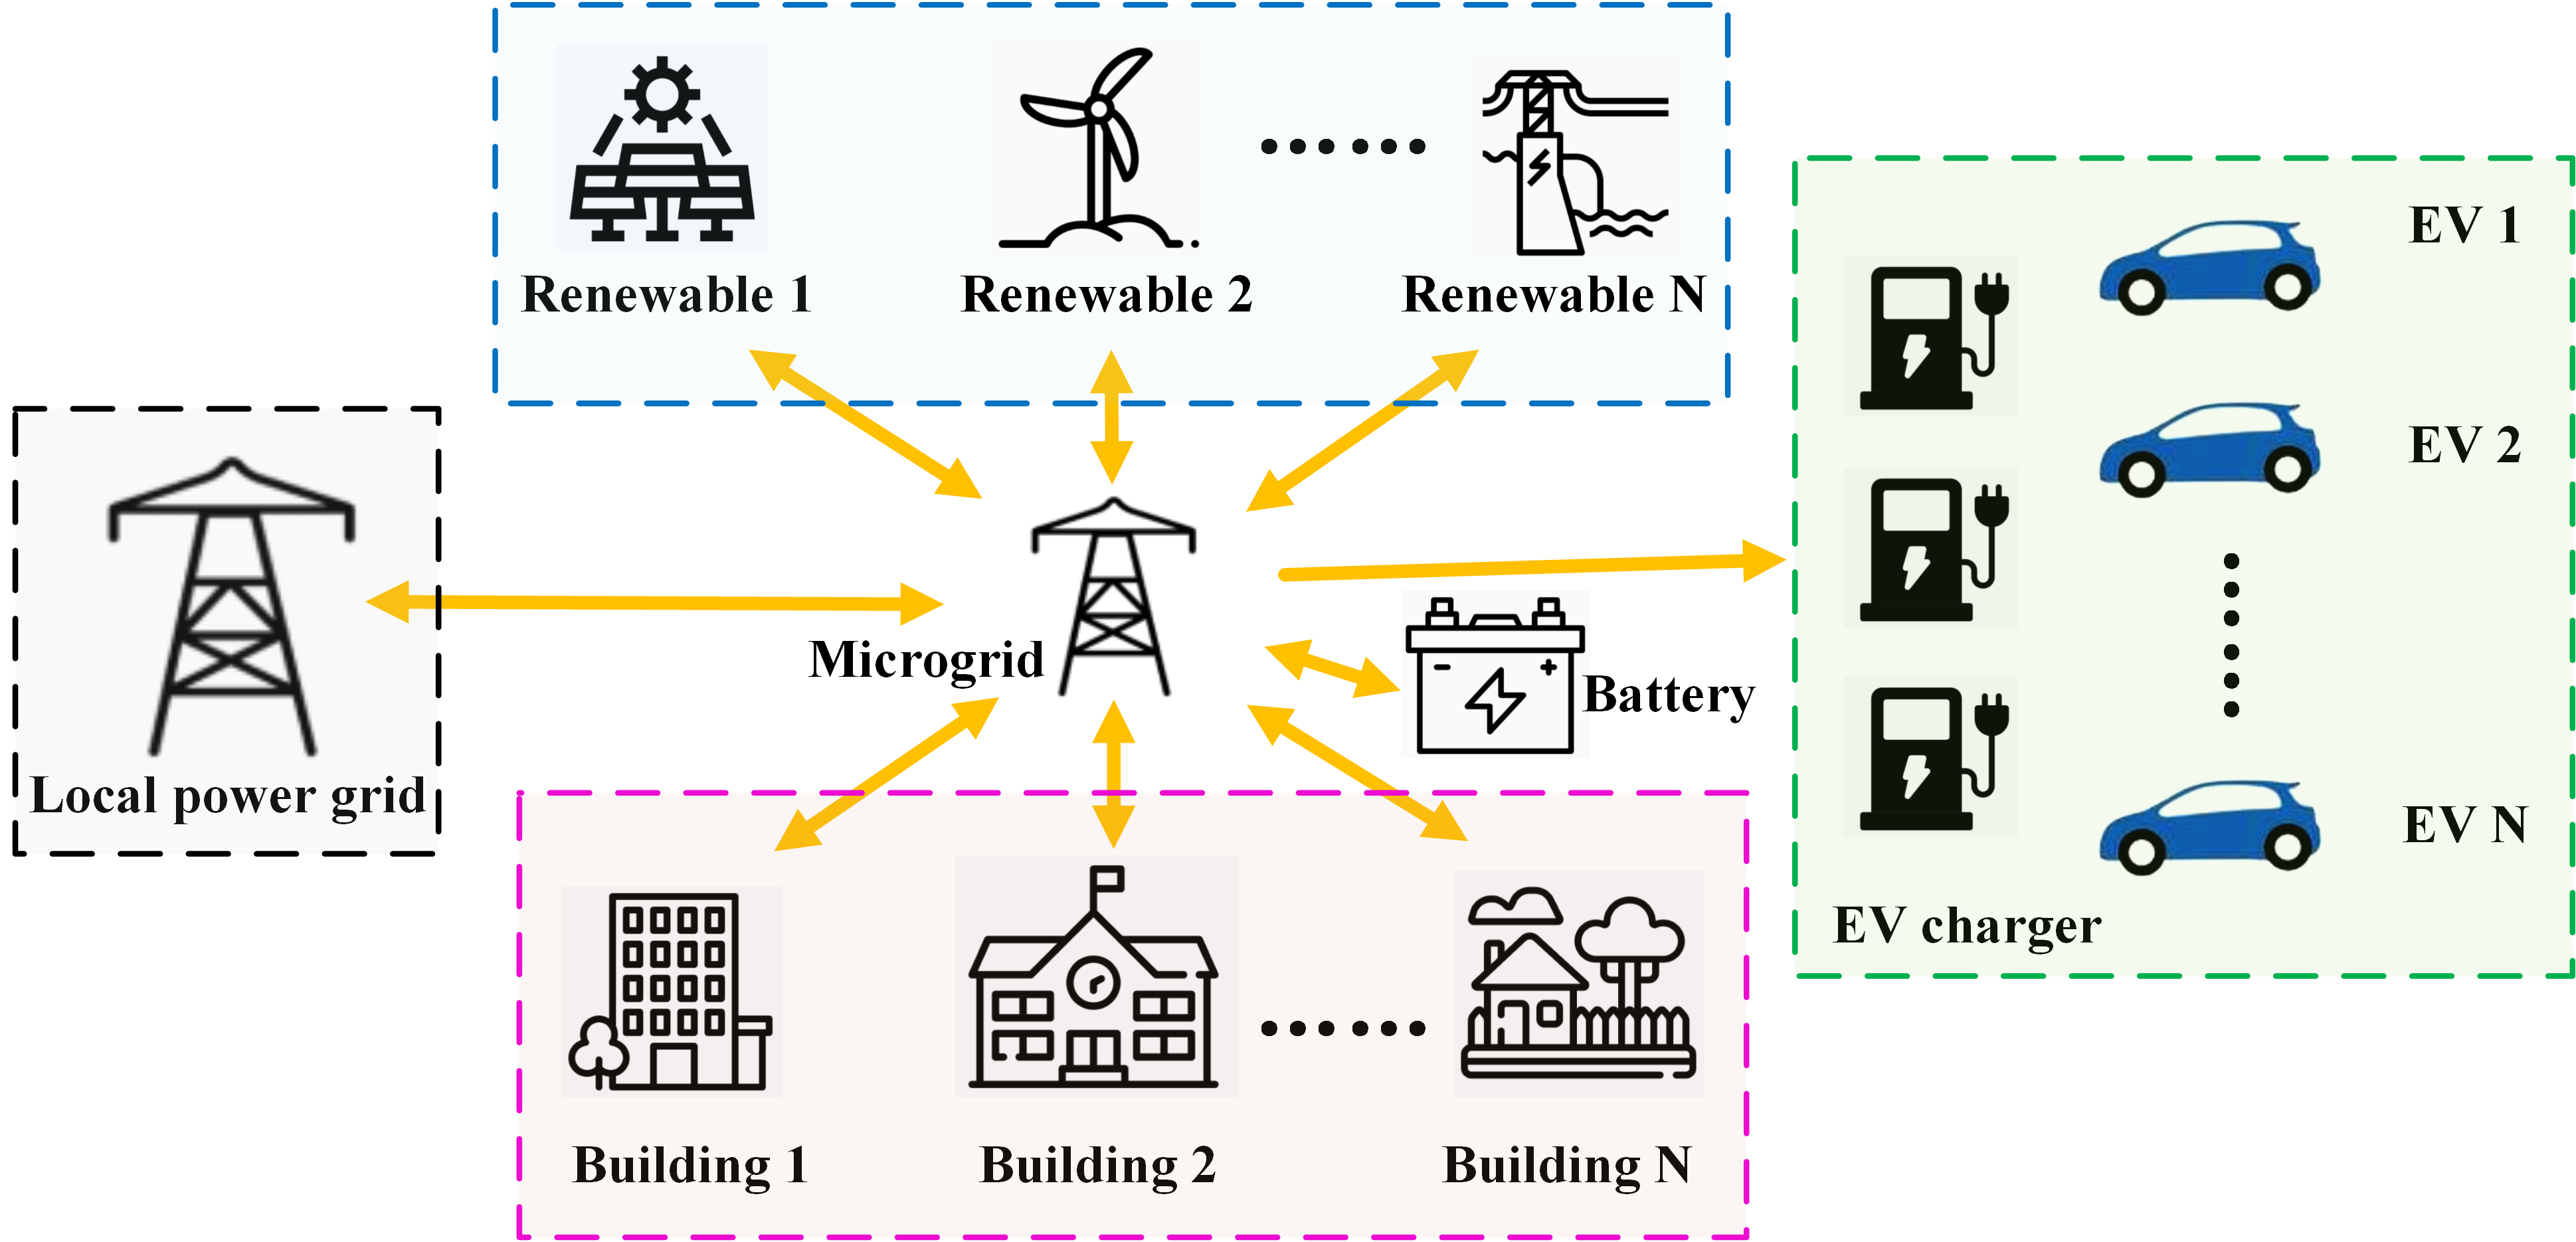 Renewable 1
Renewable 2
Renewable N
EV 1
EV 2
EV N
EV charger
Local power grid
Microgrid
Battery
Building 1
Building 2
Building N